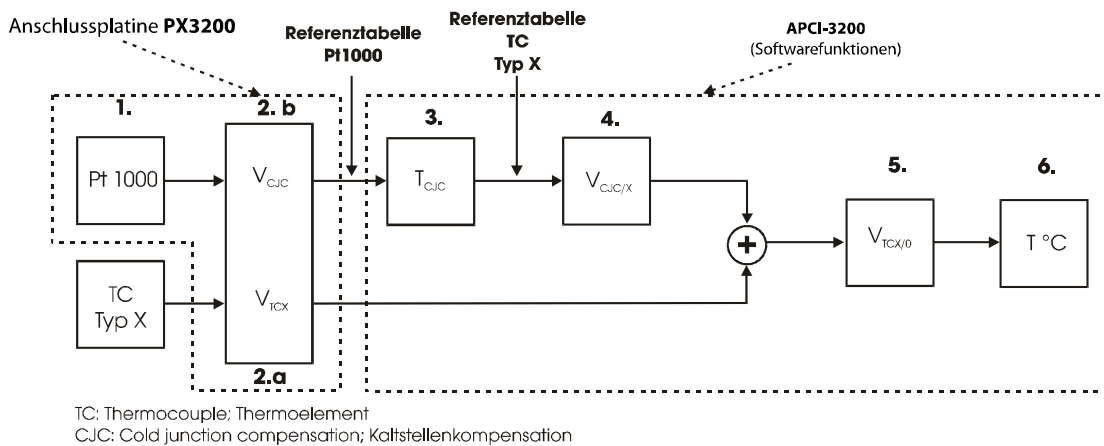 Anschlussplatine PX3200
Referenztabelle
Pt1000
Referenztabelle
TC
Typ X
APCI-3200
(Softwarefunktionen)
1.
2. b
3.
4.
5.
6.
Pt 1000
V_CJC
T_CJC
V_CJC/X
+
V_TCX/0
T °C
TC
Typ X
V_TCX
2.a
TC: Thermocouple; Thermoelement
CJC: Cold junction compensation; Kaltstellenkompensation